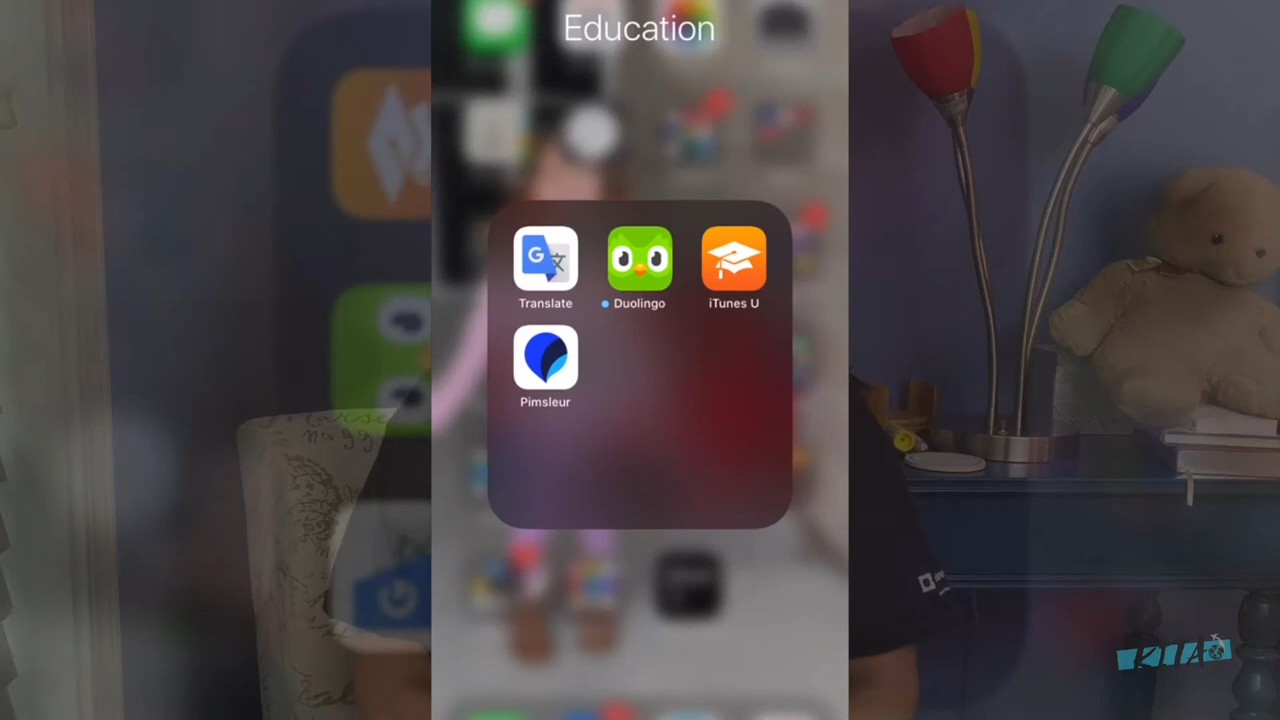 Education
Translate
Duolingo
iTunes U
Pimsleur